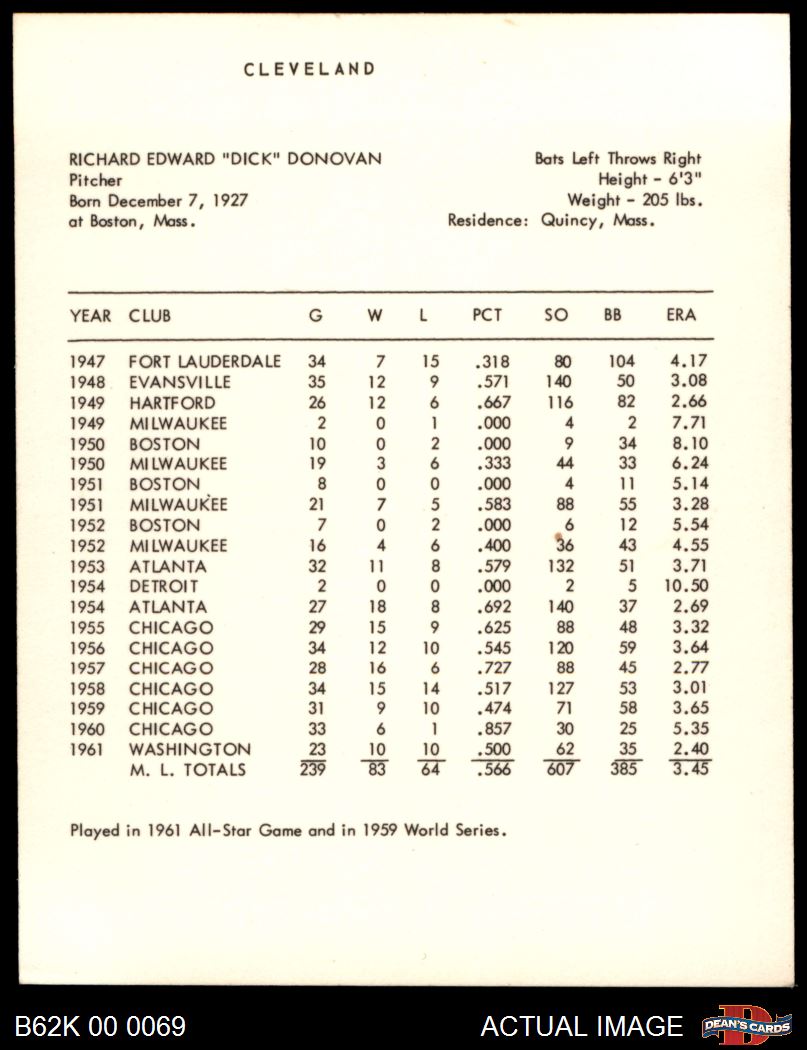 CLEVELAND
RICHARD EDWARD "DICK" DONOVAN Bats Left Throws Right
Pitcher Height - 6'3"
Born December 7, 1927 Weight - 205 lbs.
at Boston, Mass. Residence: Quincy, Mass.
YEAR CLUB G W L PCT SO BB ERA
1947 FORT LAUDERDALE 34 7 15 .318 80 104 4.17
1948 EVANSVILLE 35 12 9 .571 140 50 3.08
1949 HARTFORD 26 12 6 .667 116 82 2.66
1949 MILWAUKEE 2 0 1 .000 4 2 7.71
1950 BOSTON 10 0 2 .000 9 34 8.10
1950 MILWAUKEE 19 3 6 .333 44 33 6.24
1951 BOSTON 8 0 0 .000 4 11 5.14
1951 MILWAUKEE 21 7 5 .583 88 55 3.28
1952 BOSTON 7 0 2 .000 6 12 5.54
1952 MILWAUKEE 16 4 6 .400 36 43 4.55
1953 ATLANTA 32 11 8 .579 132 51 3.71
1954 DETROIT 2 0 0 .000 2 5 10.50
1954 ATLANTA 27 18 8 .692 140 37 2.69
1955 CHICAGO 29 15 9 .625 88 48 3.32
1956 CHICAGO 34 12 10 .545 120 59 3.64
1957 CHICAGO 28 16 6 .727 88 45 2.77
1958 CHICAGO 34 15 14 .517 127 53 3.01
1959 CHICAGO 31 9 10 .474 71 58 3.65
1960 CHICAGO 33 6 1 .857 30 25 5.35
1961 WASHINGTON 23 10 10 .500 62 35 2.40
M. L. TOTALS 239 83 64 .566 607 385 3.45
Played in 1961 All-Star Game and in 1959 World Series.
B62K 00 0069 ACTUAL IMAGE DEAN'S CARDS